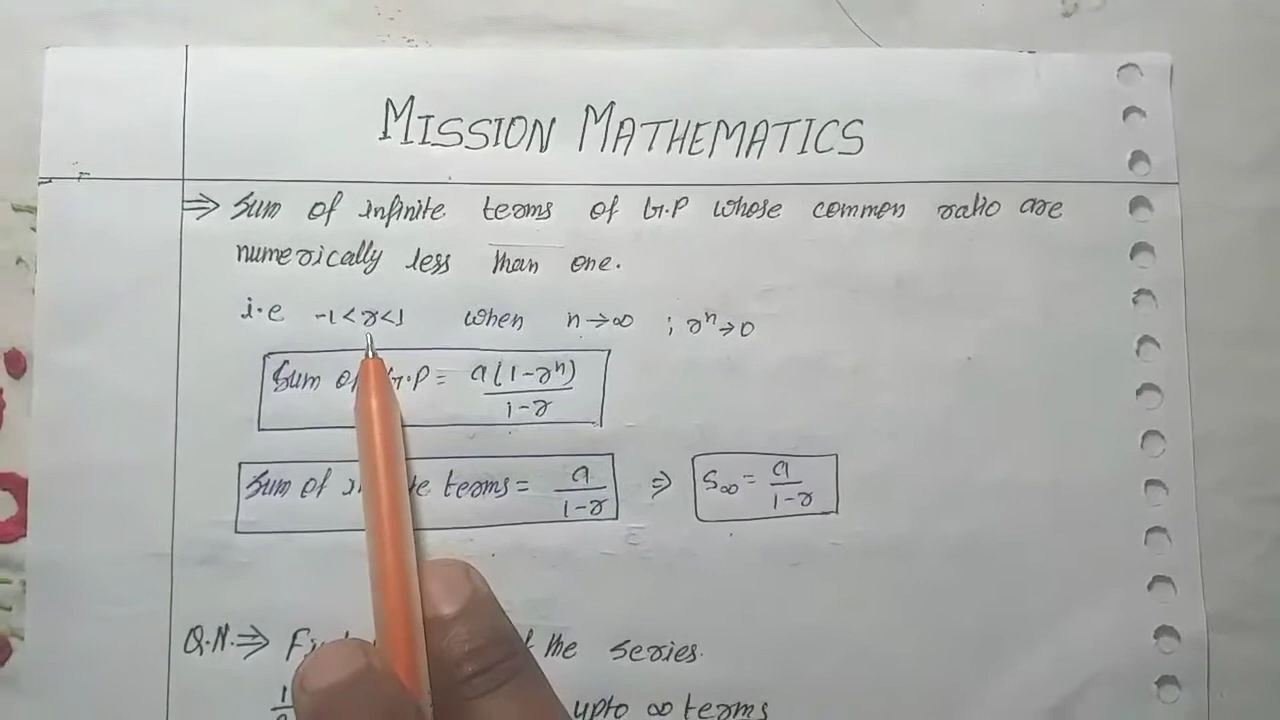 MISSION MATHEMATICS
⇒ Sum of infinite terms of G.P whose common ratio are
numerically less than one.
i.e -1<r<1 when n→∞ ; rⁿ→0
Sum of G.P = a(1-rⁿ)/1-r
Sum of terms = a/1-r ⇒ S∞ = a/1-r
Q.N.⇒ the series.
upto ∞ terms